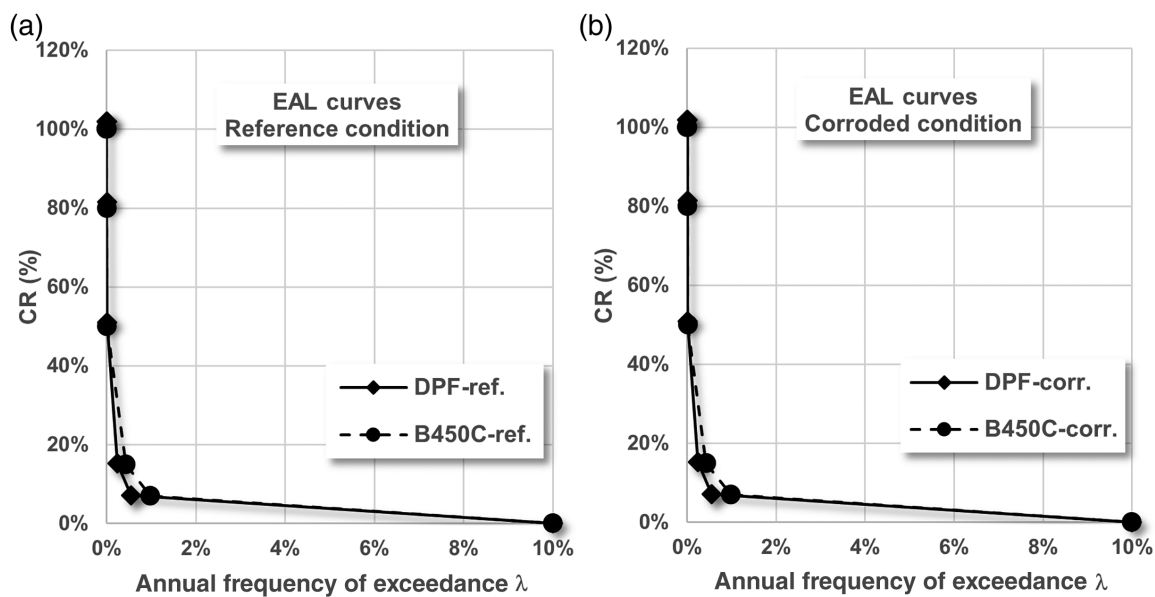 (a)
120%
100%
80%
60%
40%
20%
0%
CR (%)
EAL curves
Reference condition
DPF-ref.
B450C-ref.
0% 2% 4% 6% 8% 10%
Annual frequency of exceedance λ
(b)
120%
100%
80%
60%
40%
20%
0%
CR (%)
EAL curves
Corroded condition
DPF-corr.
B450C-corr.
0% 2% 4% 6% 8% 10%
Annual frequency of exceedance λ